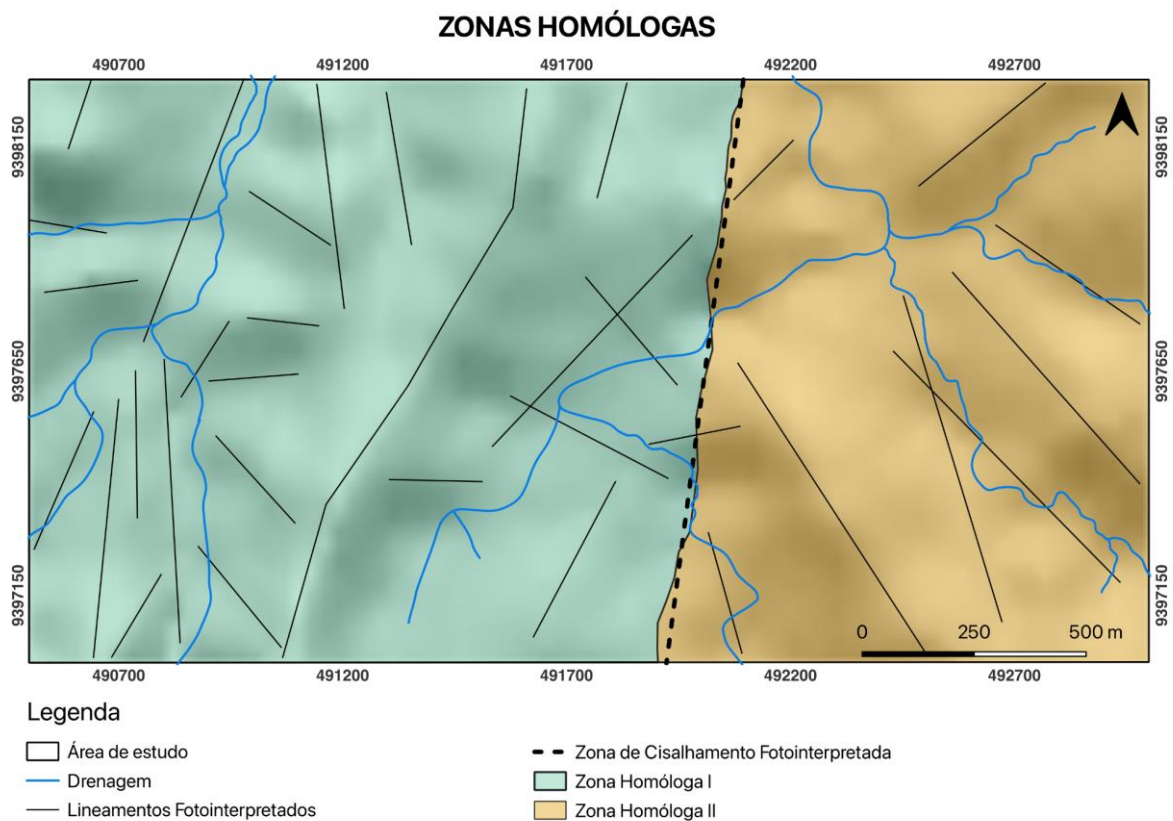 ZONAS HOMÓLOGAS
490700 491200 491700 492200 492700
9398150 9398150
9397650 9397650
9397150 9397150
0 250 500 m
490700 491200 491700 492200 492700
Legenda
Área de estudo
Drenagem
Lineamentos Fotointerpretados
Zona de Cisalhamento Fotointerpretada
Zona Homóloga I
Zona Homóloga II